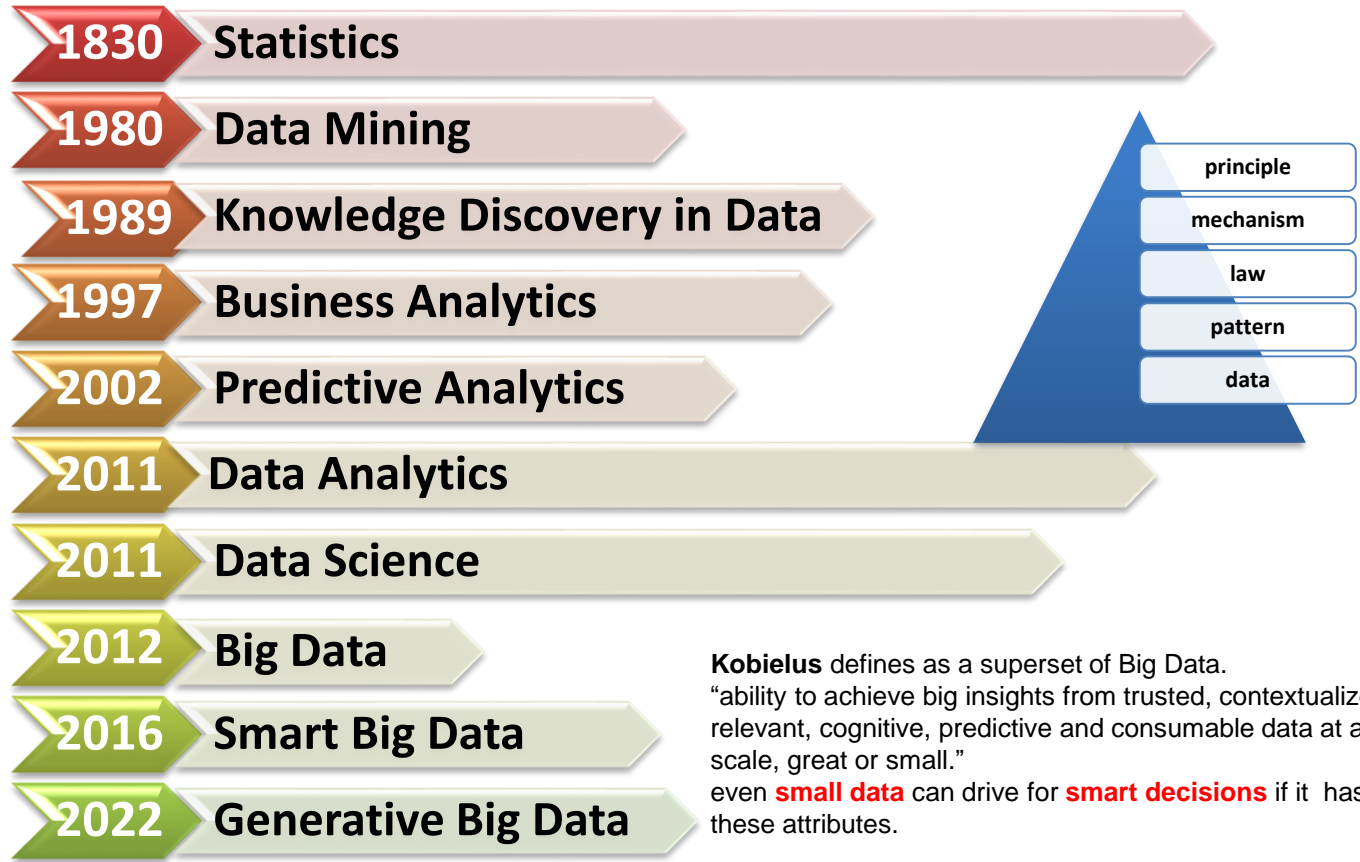 1830 Statistics
1980 Data Mining
1989 Knowledge Discovery in Data
1997 Business Analytics
2002 Predictive Analytics
2011 Data Analytics
2011 Data Science
2012 Big Data
2016 Smart Big Data
2022 Generative Big Data
principle
mechanism
law
pattern
data
Kobielus defines as a superset of Big Data.
“ability to achieve big insights from trusted,
relevant, cognitive, predictive and consumable data at
scale, great or small.”
even small data can drive for smart decisions if it has
these attributes.